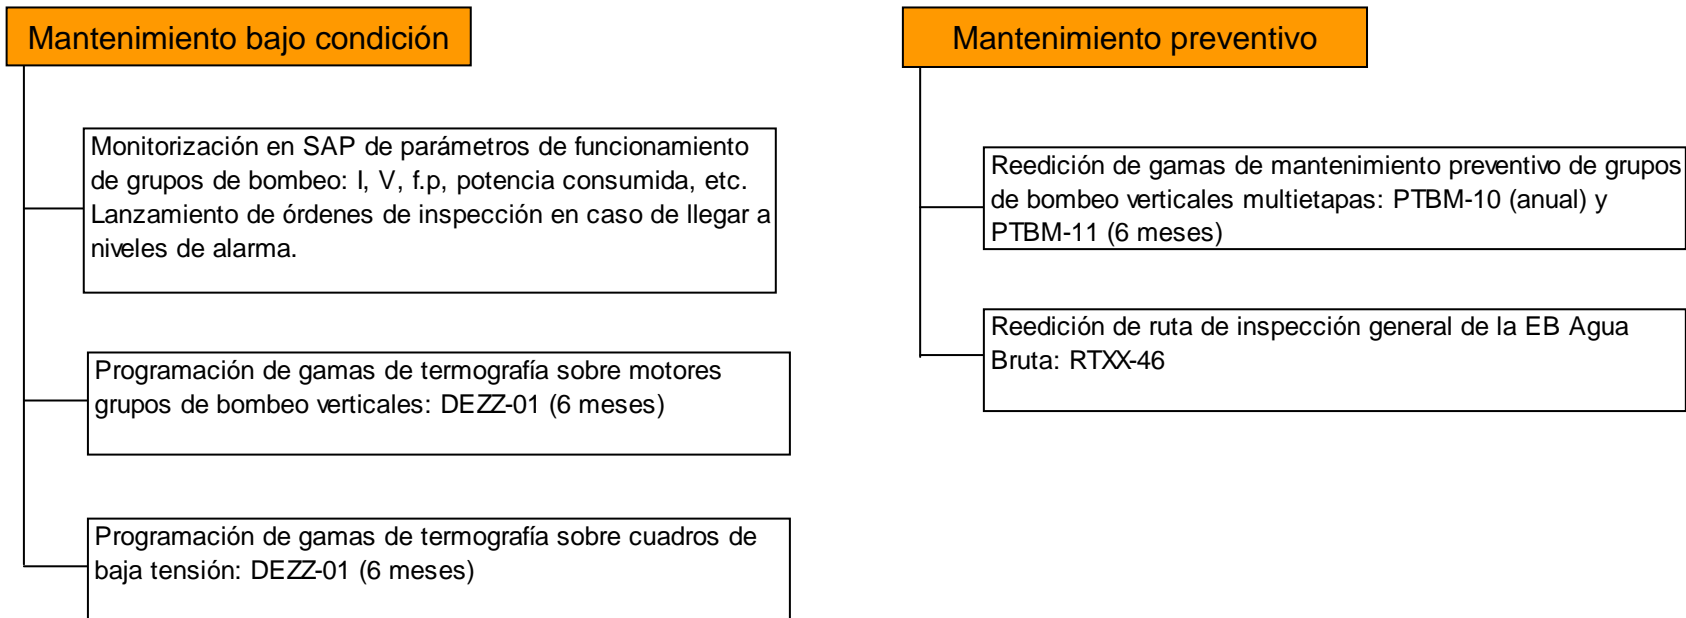 Mantenimiento bajo condición
Monitorización en SAP de parámetros de funcionamiento
de grupos de bombeo: I, V, f.p, potencia consumida, etc.
Lanzamiento de órdenes de inspección en caso de llegar a
niveles de alarma.
Programación de gamas de termografía sobre motores
grupos de bombeo verticales: DEZZ-01 (6 meses)
Programación de gamas de termografía sobre cuadros de
baja tensión: DEZZ-01 (6 meses)
Mantenimiento preventivo
Reedición de gamas de mantenimiento preventivo de grupos
de bombeo verticales multietapas: PTBM-10 (anual) y
PTBM-11 (6 meses)
Reedición de ruta de inspección general de la EB Agua
Bruta: RTXX-46